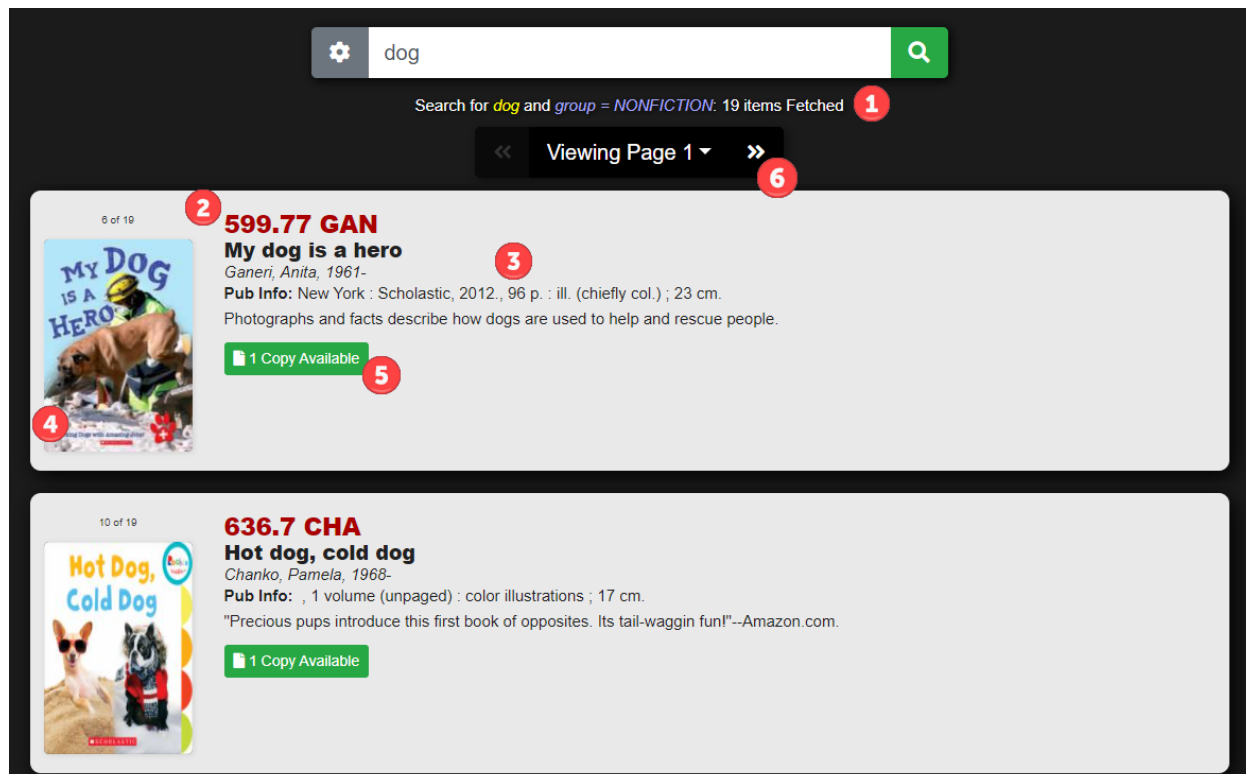 dog
Search for dog and group = NONFICTION: 19 items Fetched
1
Viewing Page 1
6
6 of 19
2
599.77 GAN
My dog is a hero
3
Ganeri, Anita, 1961-
Pub Info: New York : Scholastic, 2012., 96 p. : ill. (chiefly col.) ; 23 cm.
Photographs and facts describe how dogs are used to help and rescue people.
1 Copy Available
5
MY DOG
IS A
HERO
4
Dogs with Amazing Jobs!
SCHOLASTIC
10 of 19
636.7 CHA
Hot dog, cold dog
Chanko, Pamela, 1968-
Pub Info: , 1 volume (unpaged) : color illustrations ; 17 cm.
"Precious pups introduce this first book of opposites. Its tail-waggin fun!"--Amazon.com.
1 Copy Available
Hot Dog,
Cold Dog
SCHOLASTIC